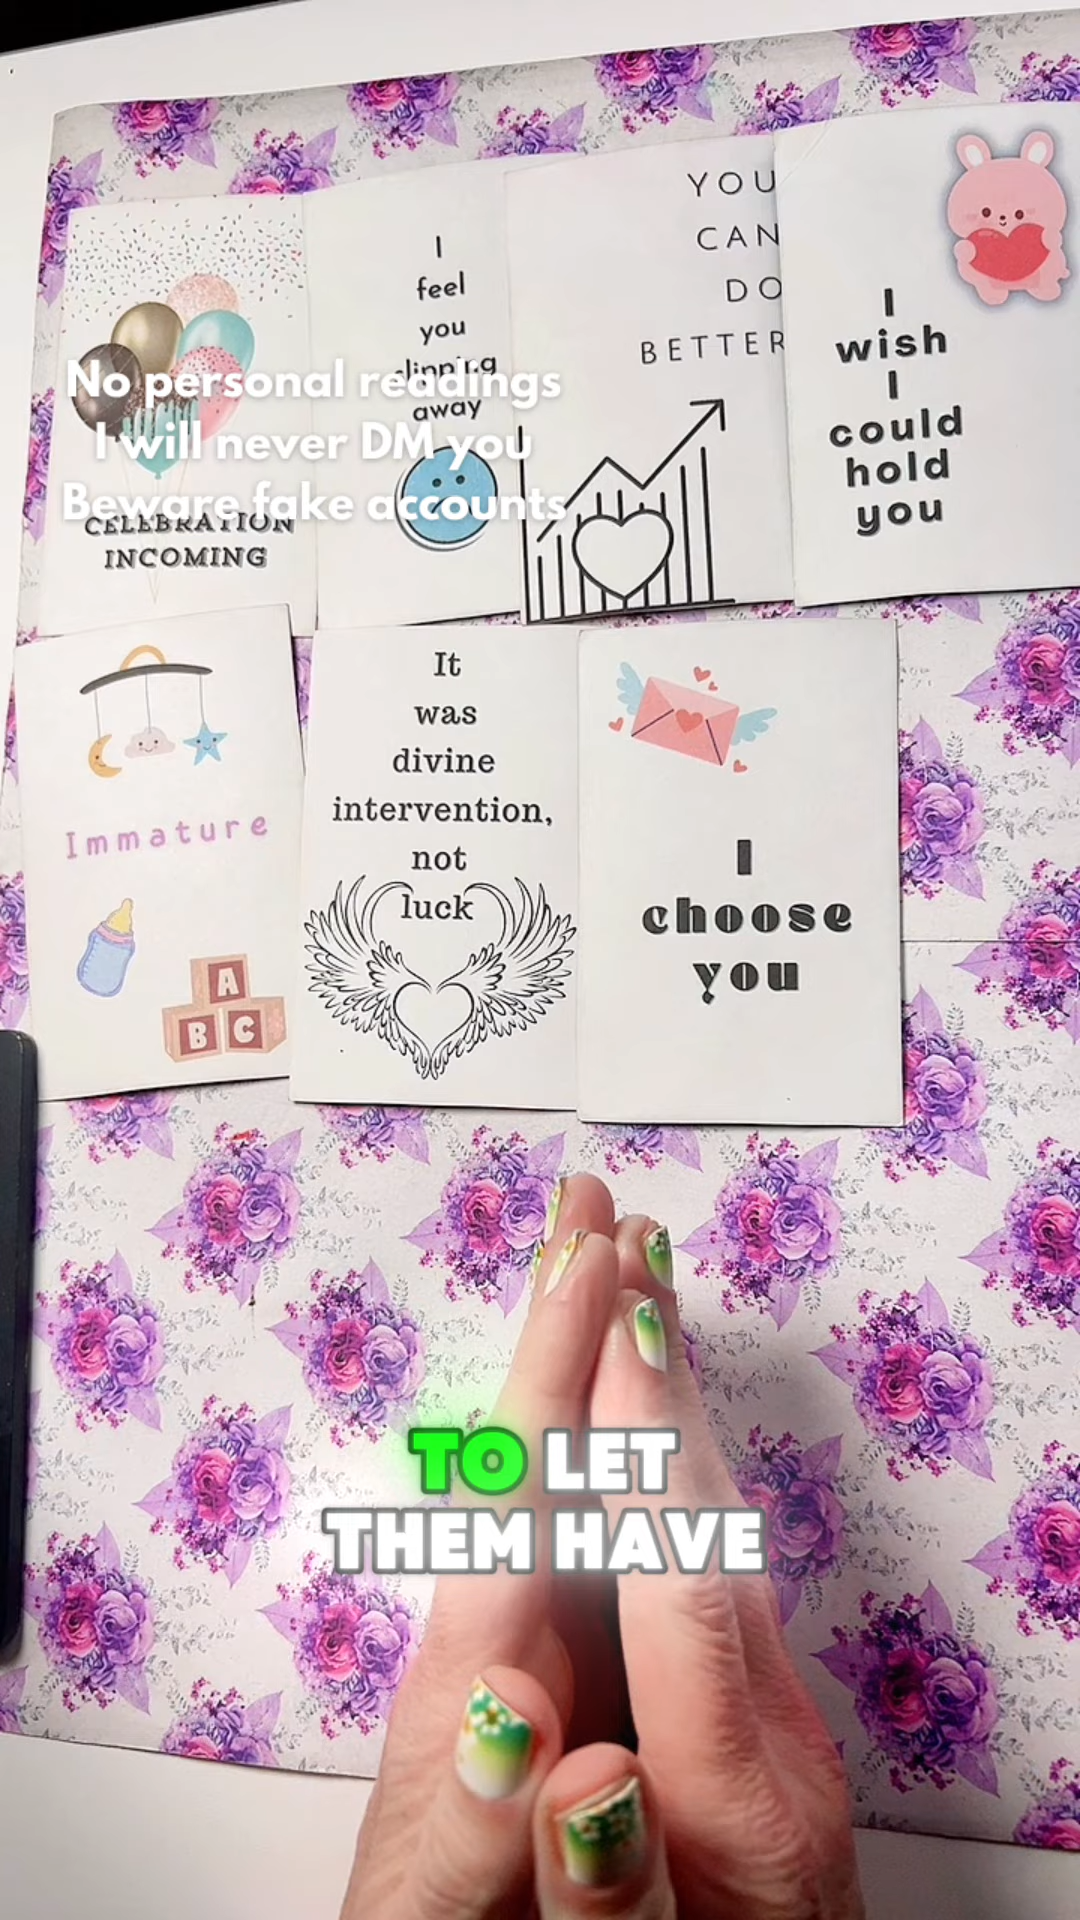 CELEBRATION
INCOMING
I
feel
you
slipping
away
YOU
CAN
DO
BETTER
I
wish
I
could
hold
you
No personal readings
I will never DM you
Beware fake accounts
Immature
A
B C
It
was
divine
intervention,
not
luck
I
choose
you
TO LET
THEM HAVE